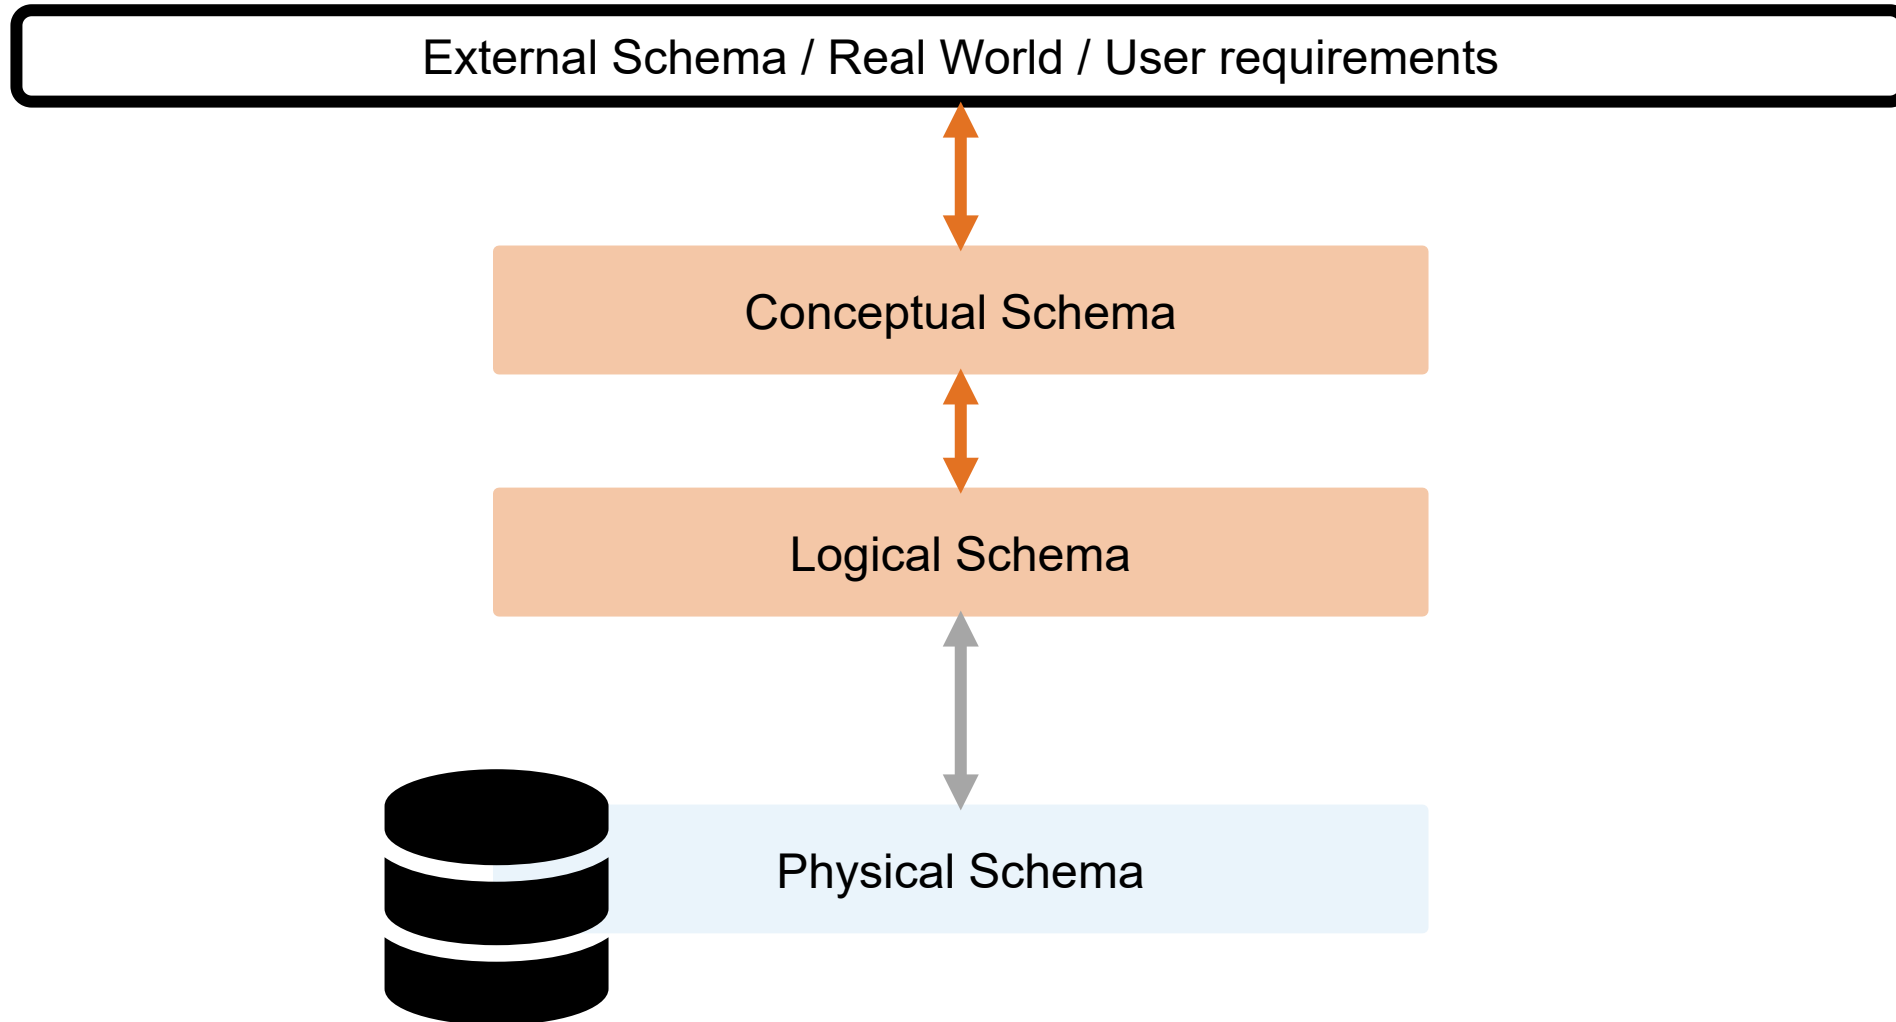 External Schema / Real World / User requirements
Conceptual Schema
Logical Schema
Physical Schema